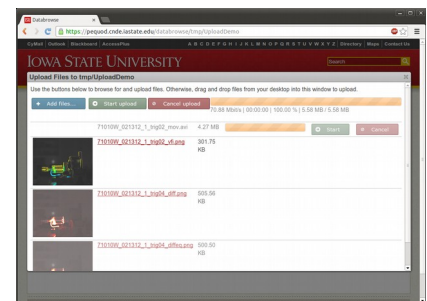 Databrowse
https://pequod.cnde.iastate.edu/databrowse/tmp/UploadDemo
CyMail | Outlook | Blackboard | AccessPlus
A B C D E F G H I J K L M N O P Q R S T U V W X Y Z | Directory | Maps | Contact Us
IOWA STATE UNIVERSITY
Search
Upload Files to tmp/UploadDemo
Use the buttons below to browse for and upload files. Otherwise, drag and drop files from your desktop into this window to upload.
+ Add files...
Start upload
Cancel upload
70.88 Mbit/s | 00:00:00 | 100.00 % | 5.58 MB / 5.58 MB
71010W_021312_1_trig02_mov.avi 4.27 MB
Start
Cancel
71010W_021312_1_trig02_vfi.png 301.75
KB
71010W_021312_1_trig04_diff.png 505.56
KB
71010W_021312_1_trig04_diffeq.png 500.50
KB